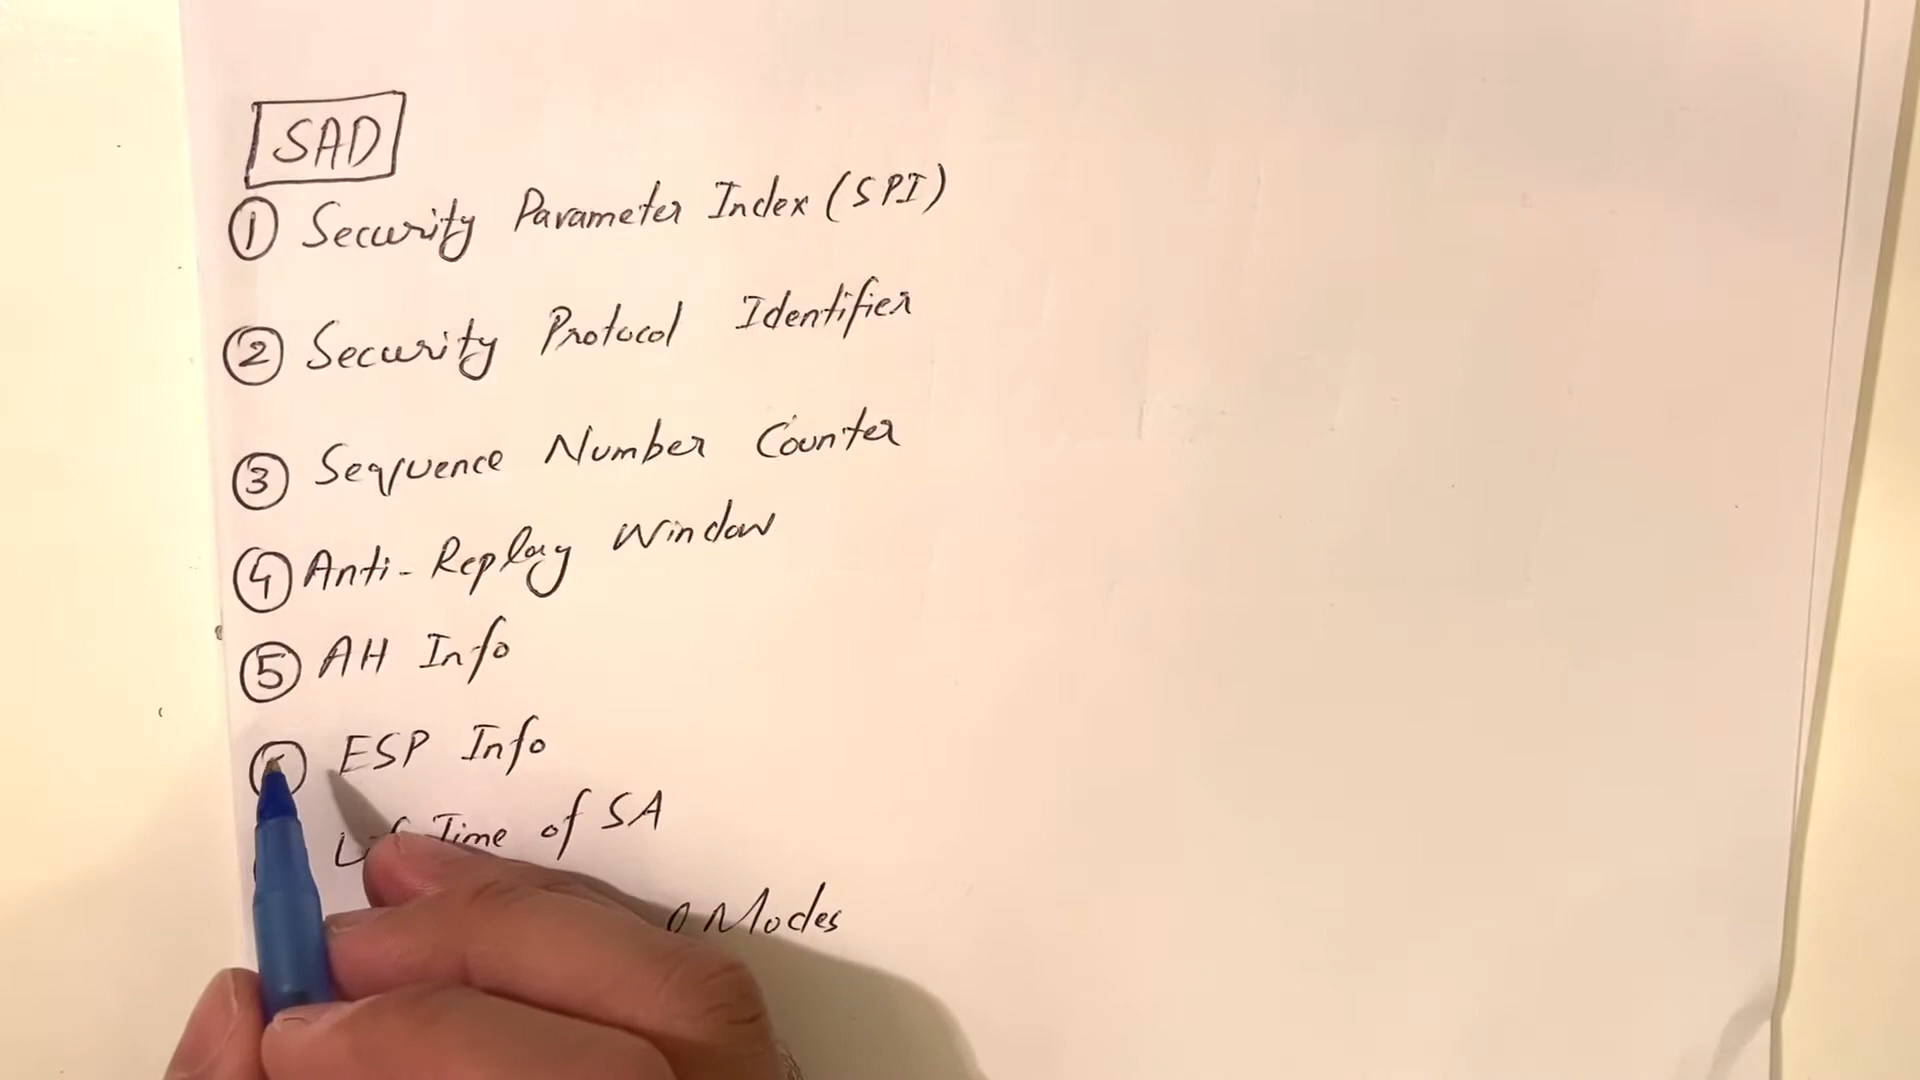 SAD
① Security Parameter Index (SPI)
② Security Protocol Identifier
③ Sequence Number Counter
④ Anti-Replay Window
⑤ AH Info
ESP Info
Time of SA
Modes